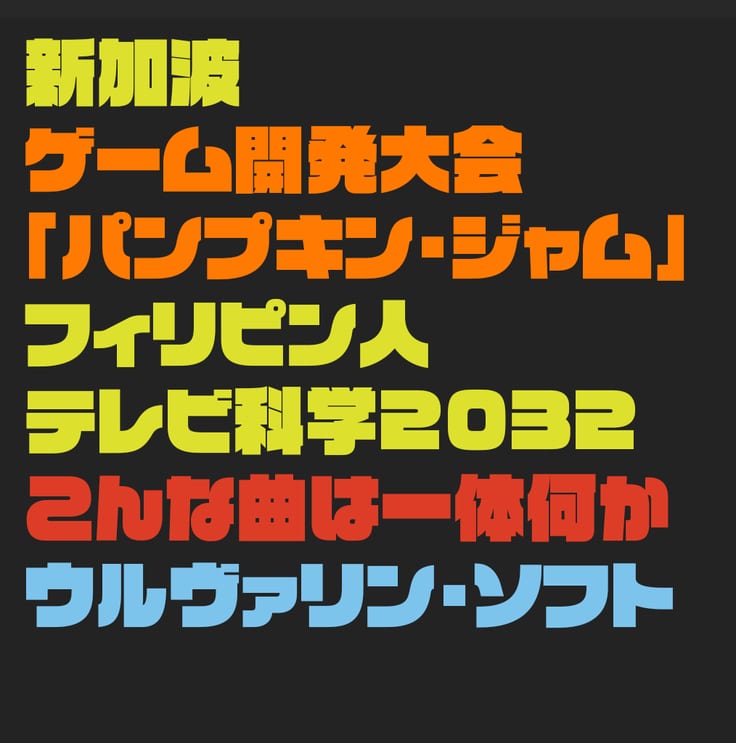 新加波
ゲーム開発大会
「パンプキン・ジャム」
フィリピン人
テレビ科学2032
こんな曲は一体何か
ウルヴァリン・ソフト